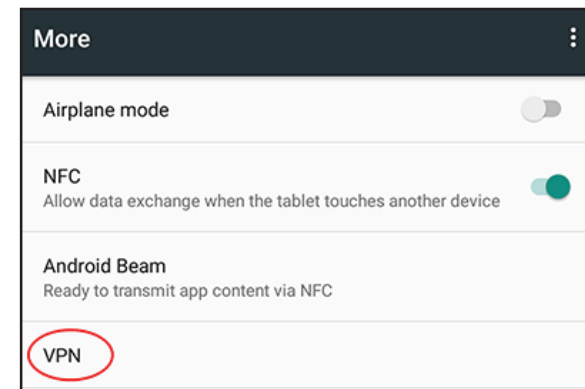 More
Airplane mode
NFC
Allow data exchange when the tablet touches another device
Android Beam
Ready to transmit app content via NFC
VPN